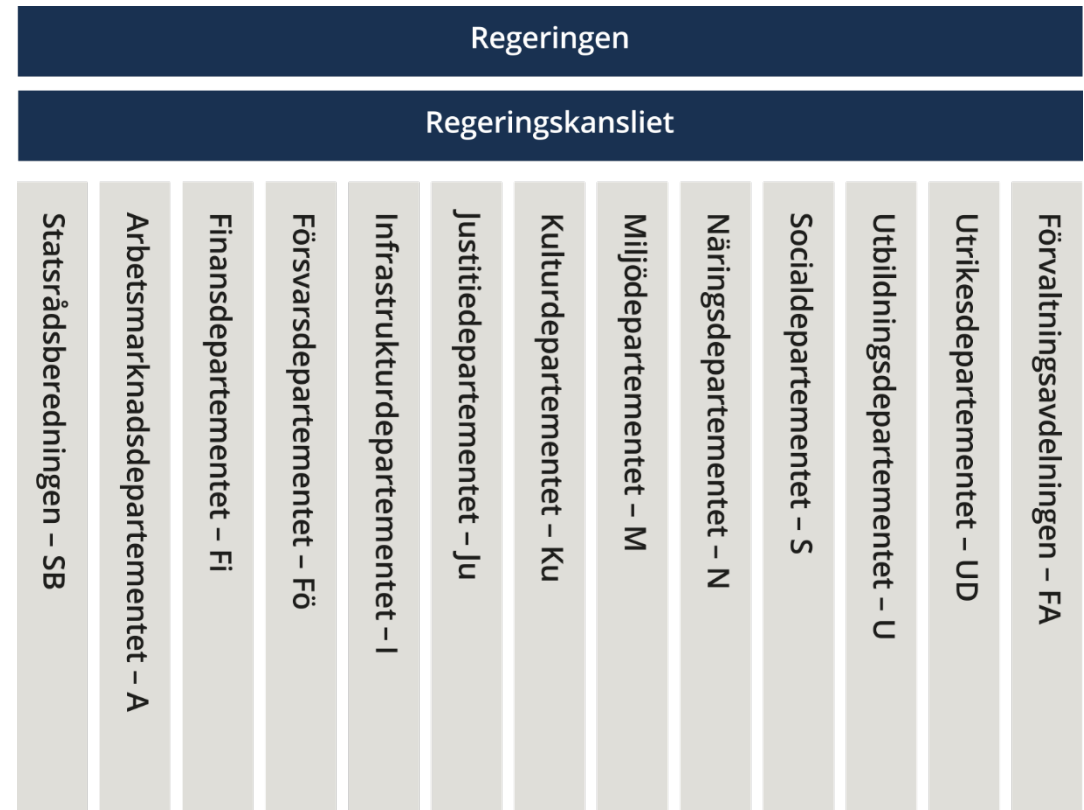 Regeringen
Regeringskansliet
Statsrådsberedningen – SB
Arbetsmarknadsdepartementet – A
Finansdepartementet – Fi
Försvarsdepartementet – Fö
Infrastrukturdepartementet – I
Justitiedepartementet – Ju
Kulturdepartementet – Ku
Miljödepartementet – M
Näringsdepartementet – N
Socialdepartementet – S
Utbildningsdepartementet – U
Utrikesdepartementet – UD
Förvaltningsavdelningen – FA